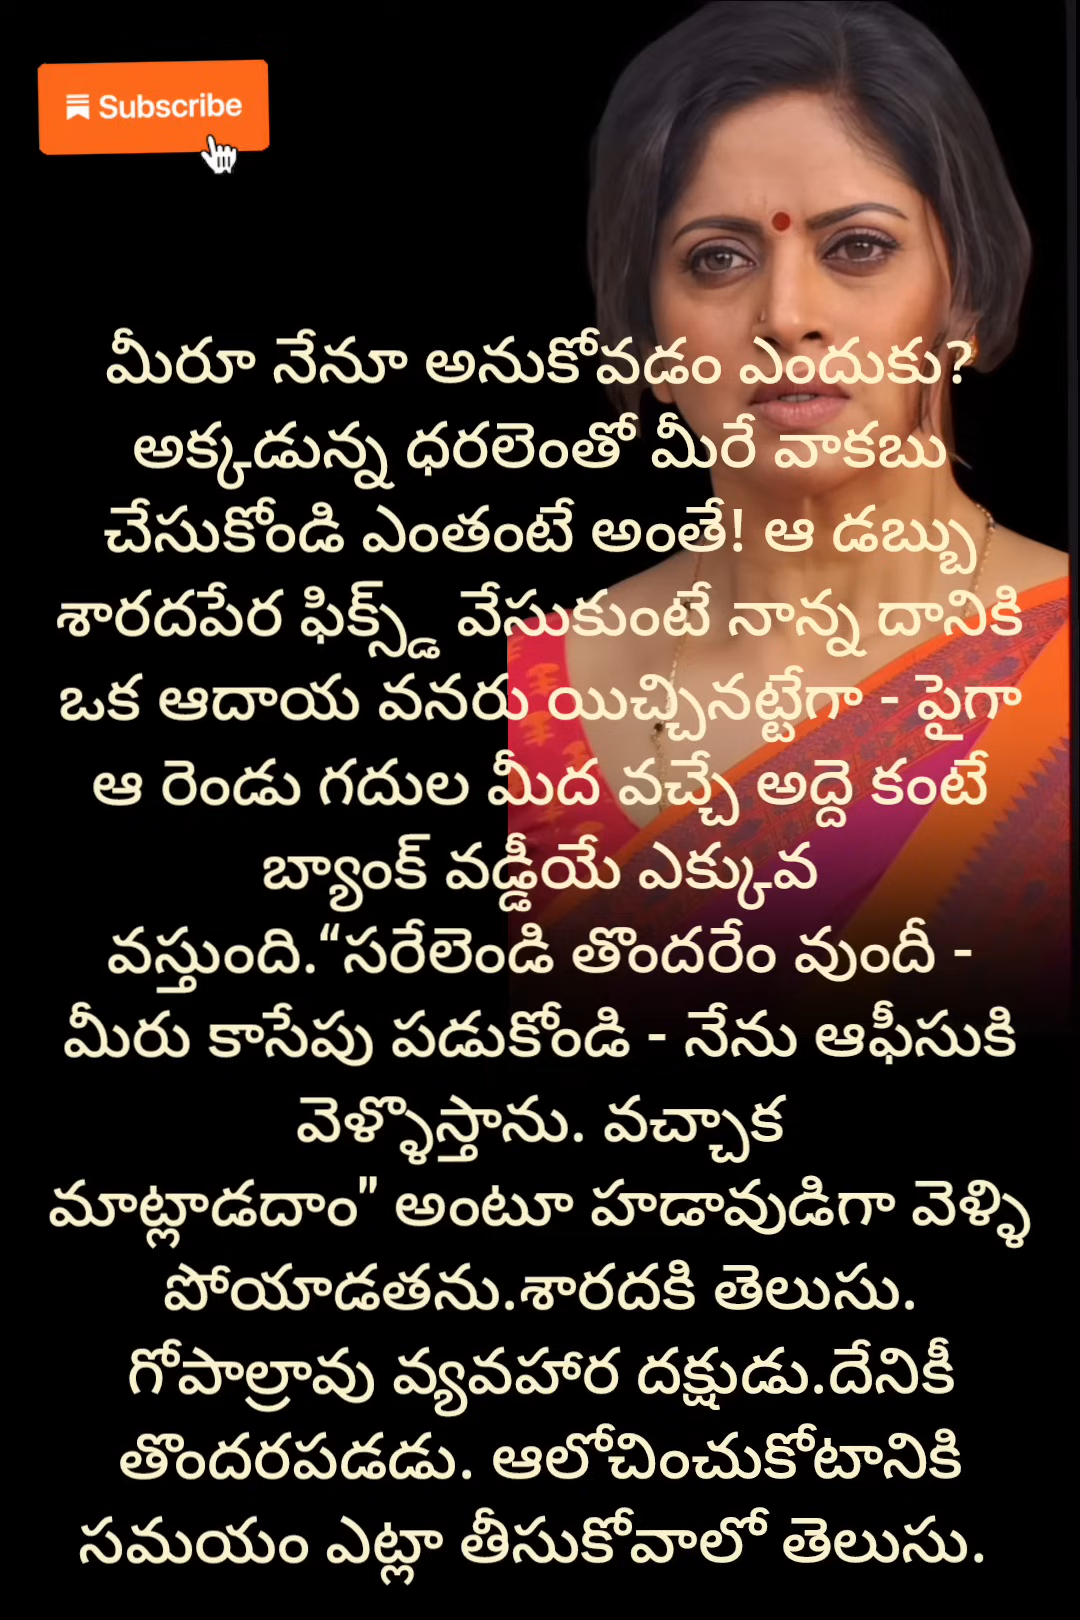 Subscribe
మీరూ నేనూ అనుకోవడం ఎందుకు?
అక్కడున్న ధరలెంతో మీరే వాకబు
చేసుకోండి ఎంతంటే అంతే! ఆ డబ్బు
శారదపేర ఫిక్స్డ్ వేసుకుంటే నాన్న దానికి
ఒక ఆదాయ వనరు యిచ్చినట్టేగా - పైగా
ఆ రెండు గదుల మీద వచ్చే అద్దె కంటే
బ్యాంక్ వడ్డీయే ఎక్కువ
వస్తుంది.“సరేలెండి తొందరేం వుందీ -
మీరు కాసేపు పడుకోండి - నేను ఆఫీసుకి
వెళ్ళొస్తాను. వచ్చాక
మాట్లాడదాం" అంటూ హడావుడిగా వెళ్ళి
పోయాడతను.శారదకి తెలుసు.
గోపాల్రావు వ్యవహార దక్షుడు.దేనికీ
తొందరపడడు. ఆలోచించుకోటానికి
సమయం ఎట్లా తీసుకోవాలో తెలుసు.